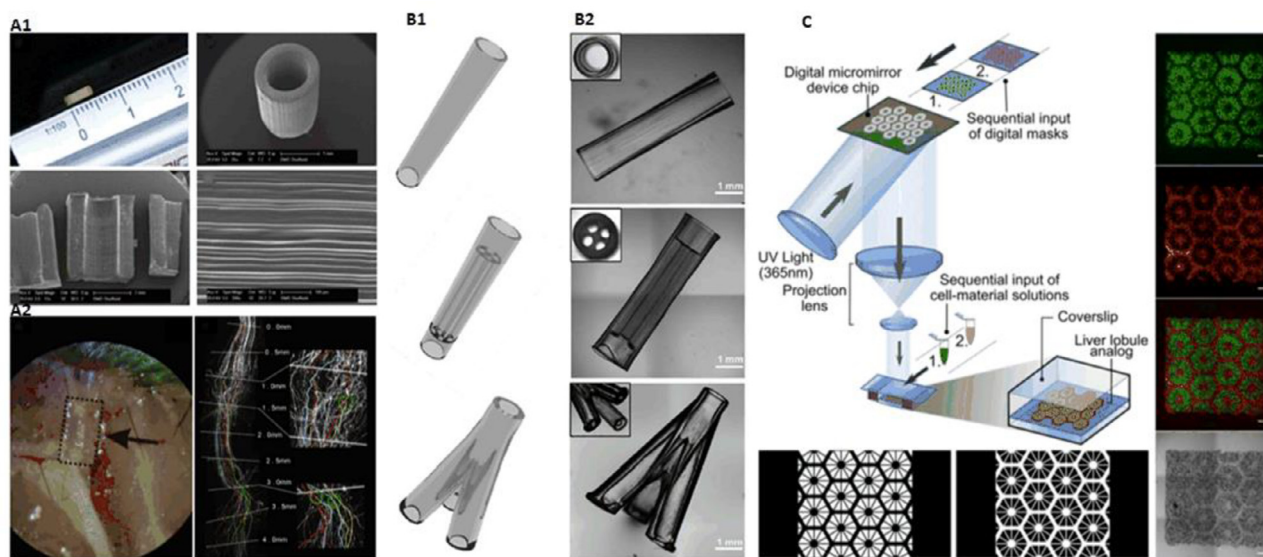 A1
B1
B2
C
0
1
2
1:100
1 mm
1 mm
1 mm
Digital micromirror
device chip
1.
2.
Sequential input
of digital masks
UV Light
(365nm)
Projection
lens
Sequential input of
cell-material solutions
1.
2.
Coverslip
Liver lobule
analog
A2
0.0mm
0.5mm
1.0mm
1.5mm
2.0mm
2.5mm
3.0mm
3.5mm
4.0mm